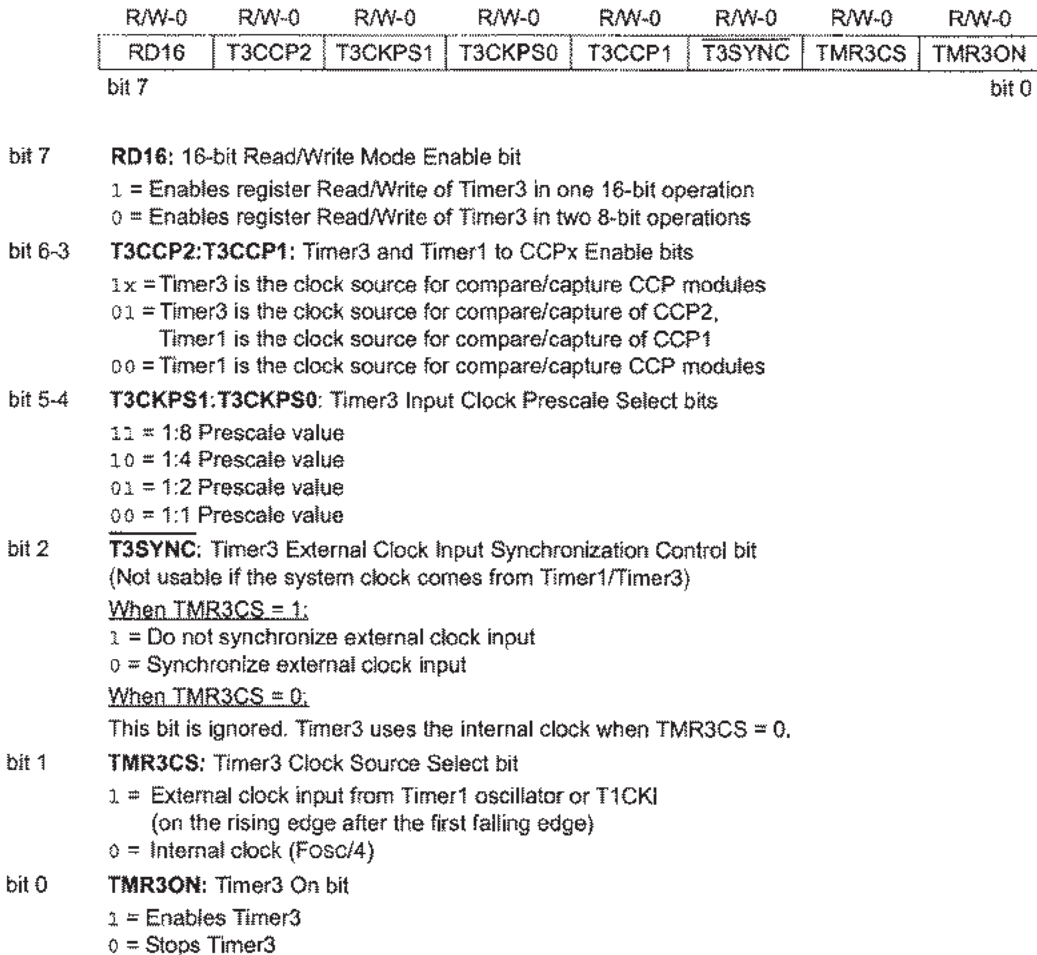 R/W-0 R/W-0 R/W-0 R/W-0 R/W-0 R/W-0 R/W-0 R/W-0
RD16 T3CCP2 T3CKPS1 T3CKPS0 T3CCP1 T3SYNC TMR3CS TMR3ON
bit 7 bit 0
bit 7 RD16: 16-bit Read/Write Mode Enable bit
1 = Enables register Read/Write of Timer3 in one 16-bit operation
0 = Enables register Read/Write of Timer3 in two 8-bit operations
bit 6-3 T3CCP2:T3CCP1: Timer3 and Timer1 to CCPx Enable bits
1x = Timer3 is the clock source for compare/capture CCP modules
01 = Timer3 is the clock source for compare/capture of CCP2,
Timer1 is the clock source for compare/capture of CCP1
00 = Timer1 is the clock source for compare/capture CCP modules
bit 5-4 T3CKPS1:T3CKPS0: Timer3 Input Clock Prescale Select bits
11 = 1:8 Prescale value
10 = 1:4 Prescale value
01 = 1:2 Prescale value
00 = 1:1 Prescale value
bit 2 T3SYNC: Timer3 External Clock Input Synchronization Control bit
(Not usable if the system clock comes from Timer1/Timer3)
When TMR3CS = 1:
1 = Do not synchronize external clock input
0 = Synchronize external clock input
When TMR3CS = 0:
This bit is ignored. Timer3 uses the internal clock when TMR3CS = 0.
bit 1 TMR3CS: Timer3 Clock Source Select bit
1 = External clock input from Timer1 oscillator or T1CKI
(on the rising edge after the first falling edge)
0 = Internal clock (FOSC/4)
bit 0 TMR3ON: Timer3 On bit
1 = Enables Timer3
0 = Stops Timer3